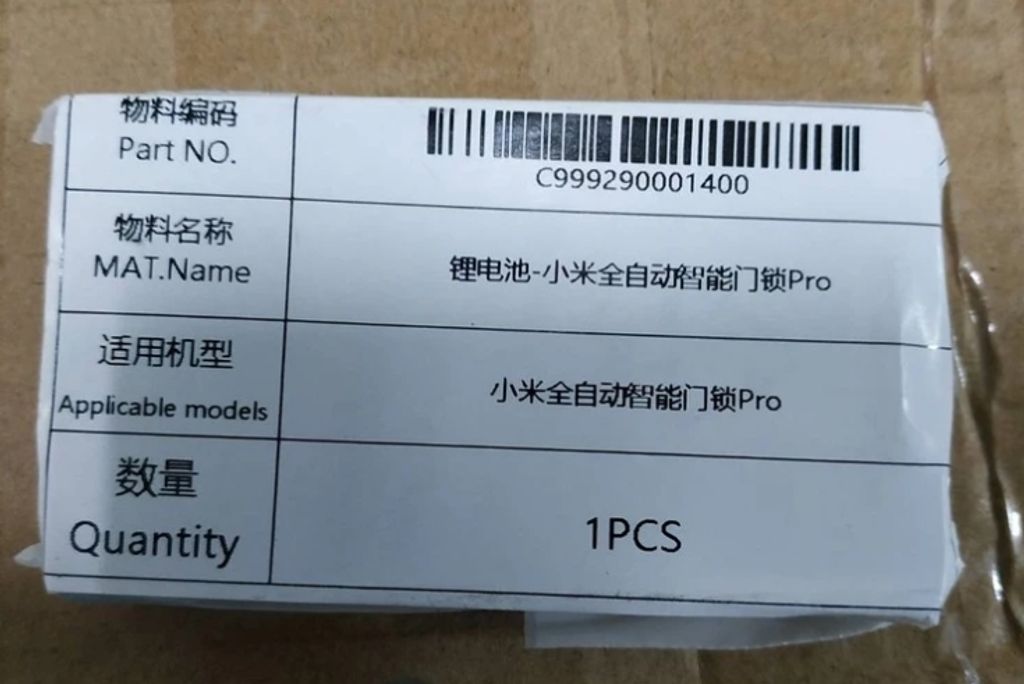 物料编码
Part NO.
C999290001400
物料名称
MAT.Name
锂电池-小米全自动智能门锁Pro
适用机型
Applicable models
小米全自动智能门锁Pro
数量
Quantity
1PCS